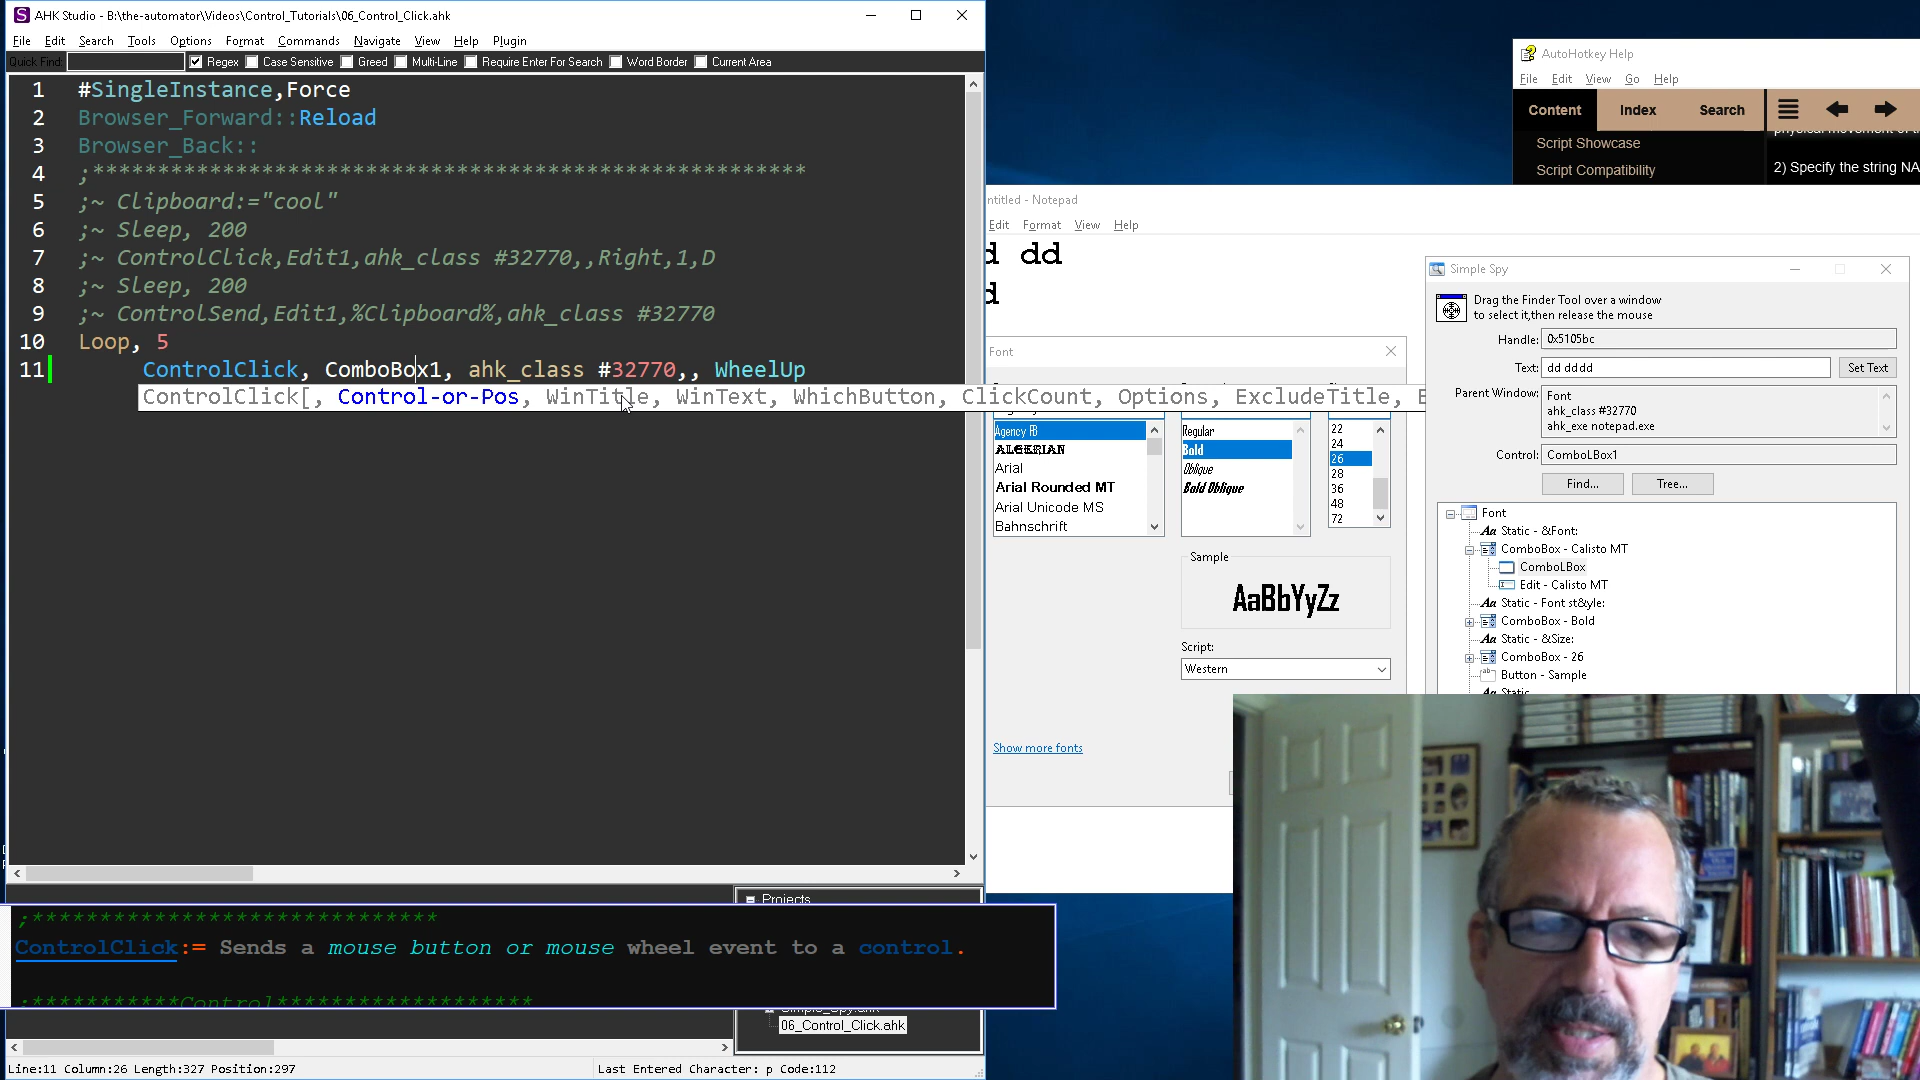 AHK Studio - B:\the-automator\Videos\Control_Tutorials\06_Control_Click.ahk
File Edit Search Tools Options Format Commands Navigate View Help Plugin
Quick Find: Regex Case Sensitive Greed Multi-Line Require Enter For Search Word Border Current Area
1 #SingleInstance,Force
2 Browser_Forward::Reload
3 Browser_Back::
4 ;*******************************************************
5 ;~ Clipboard:="cool"
6 ;~ Sleep, 200
7 ;~ ControlClick,Edit1,ahk_class #32770,,Right,1,D
8 ;~ Sleep, 200
9 ;~ ControlSend,Edit1,%Clipboard%,ahk_class #32770
10 Loop, 5
11 ControlClick, ComboBox1, ahk_class #32770,, WheelUp
ControlClick[, Control-or-Pos, WinTitle, WinText, WhichButton, ClickCount, Options, ExcludeTitle, E
Projects
;******************************
ControlClick:= Sends a mouse button or mouse wheel event to a control.
;***********Control********************
Simple_Spy.ahk
06_Control_Click.ahk
Line:11 Column:26 Length:327 Position:297
Last Entered Character: p Code:112
AutoHotkey Help
File Edit View Go Help
Content Index Search
Script Showcase
Script Compatibility
physical movement of t
2) Specify the string NA
ntitled - Notepad
Edit Format View Help
d dd
d
Font
Agency FB
ALGERIAN
Arial
Arial Rounded MT
Arial Unicode MS
Bahnschrift
Regular
Bold
Oblique
Bold Oblique
22
24
26
28
36
48
72
Sample
AaBbYyZz
Script:
Western
Show more fonts
Simple Spy
Drag the Finder Tool over a window
to select it,then release the mouse
Handle: 0x5105bc
Text: dd dddd Set Text
Parent Window: Font
ahk_class #32770
ahk_exe notepad.exe
Control: ComboLBox1
Find... Tree...
Font
Static - &Font:
ComboBox - Calisto MT
ComboLBox
Edit - Calisto MT
Static - Font st&yle:
ComboBox - Bold
Static - &Size:
ComboBox - 26
Button - Sample
Static